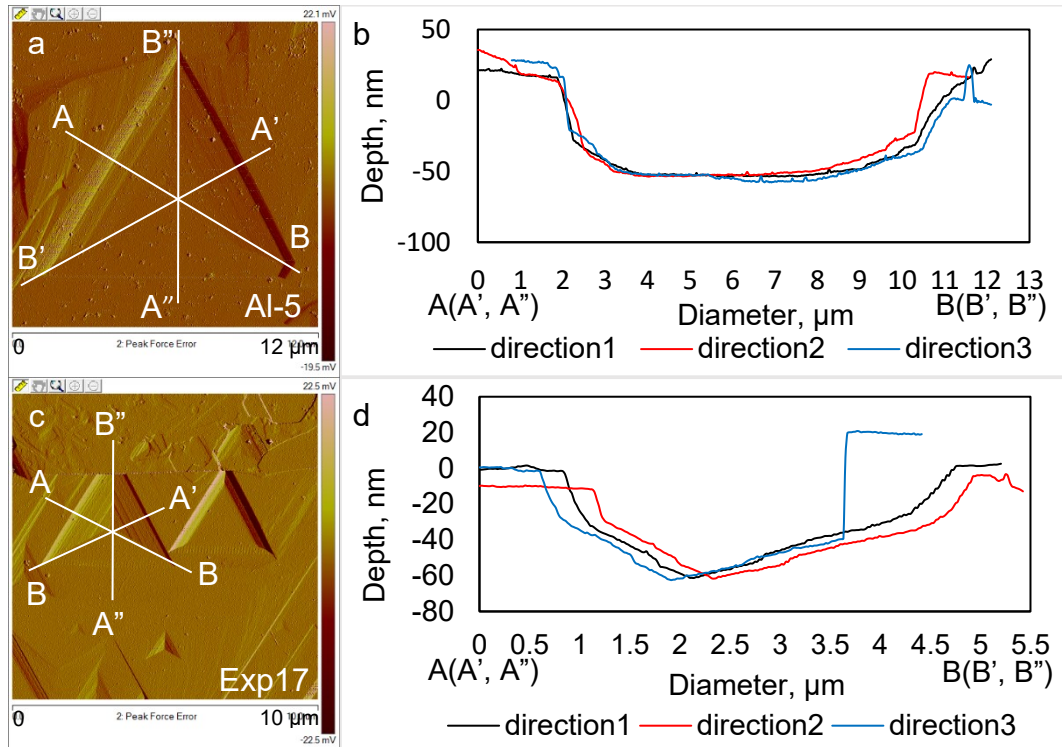 22.1 mV
a
B”
A
A’
B’
B
A”
Al-5
-19.5 mV
2: Peak Force Error
0
12 µm
b
50
0
-50
-100
Depth, nm
0 1 2 3 4 5 6 7 8 9 10 11 12 13
A(A’, A”)
Diameter, µm
B(B’, B”)
direction1 direction2 direction3
22.5 mV
c
B”
A
A’
B
B
A”
Exp17
-22.5 mV
2: Peak Force Error
0
10 µm
d
40
20
0
-20
-40
-60
-80
Depth, nm
0 0.5 1 1.5 2 2.5 3 3.5 4 4.5 5 5.5
A(A’, A”)
Diameter, µm
B(B’, B”)
direction1 direction2 direction3